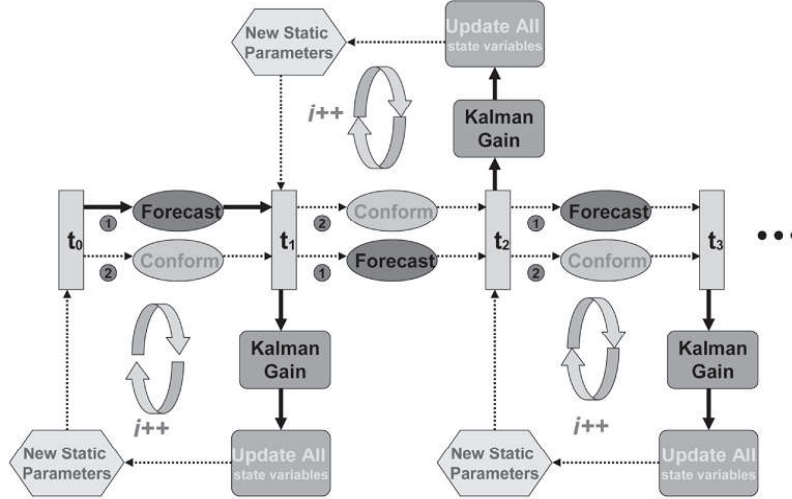 New Static
Parameters
Update All
state variables
i++
Kalman
Gain
t0
1
Forecast
t1
2
Conform
t2
1
Forecast
t3
2
Conform
1
Forecast
2
Conform
...
i++
Kalman
Gain
i++
Kalman
Gain
New Static
Parameters
Update All
state variables
New Static
Parameters
Update All
state variables